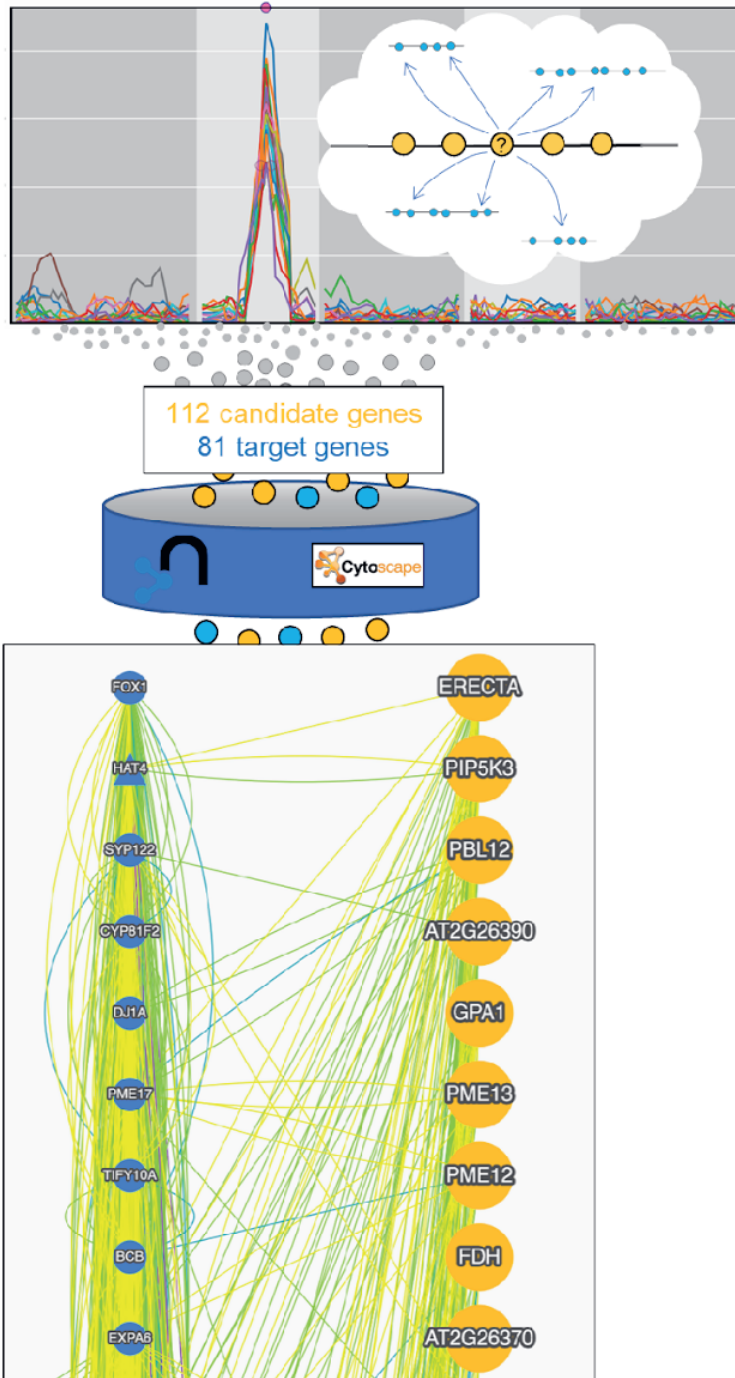 ?
112 candidate genes
81 target genes
Cytoscape
FOX1
ERECTA
HAT4
PIP5K3
SYP122
PBL12
CYP81F2
AT2G26390
DJ1A
GPA1
PME17
PME13
TIFY10A
PME12
BCB
FDH
EXPA6
AT2G26370